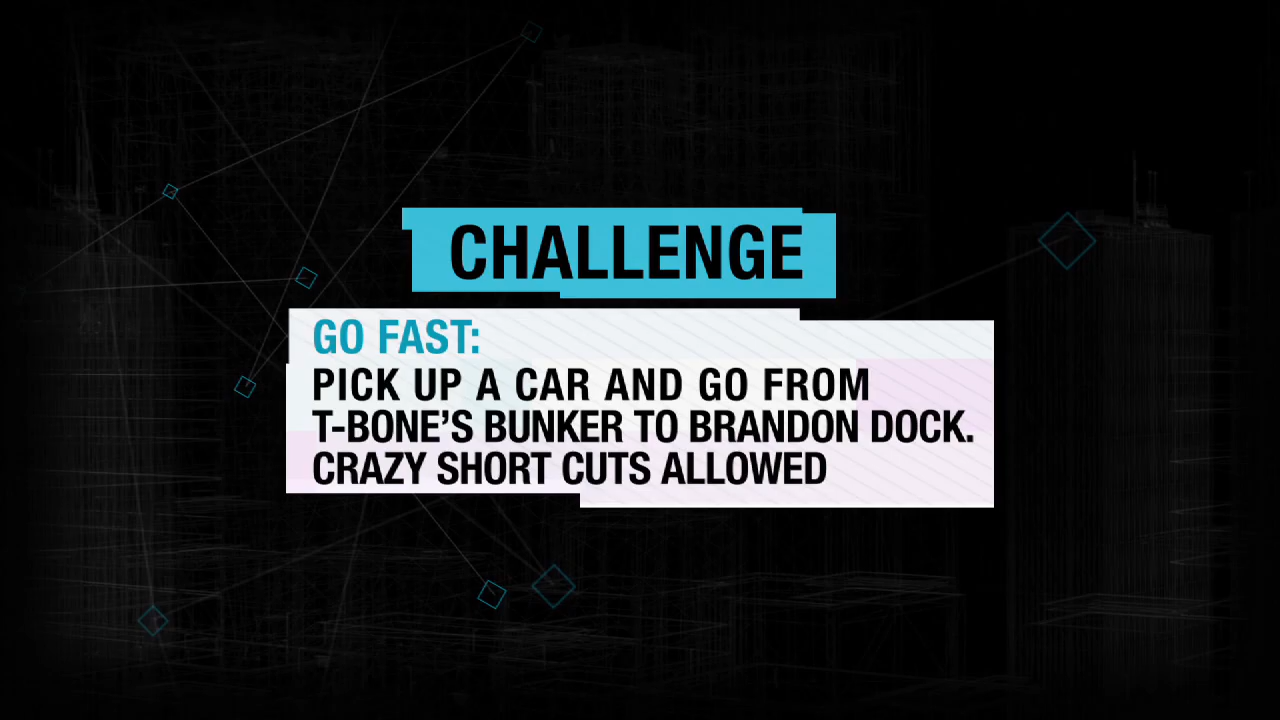 CHALLENGE
GO FAST:
PICK UP A CAR AND GO FROM
T-BONE'S BUNKER TO BRANDON DOCK.
CRAZY SHORT CUTS ALLOWED